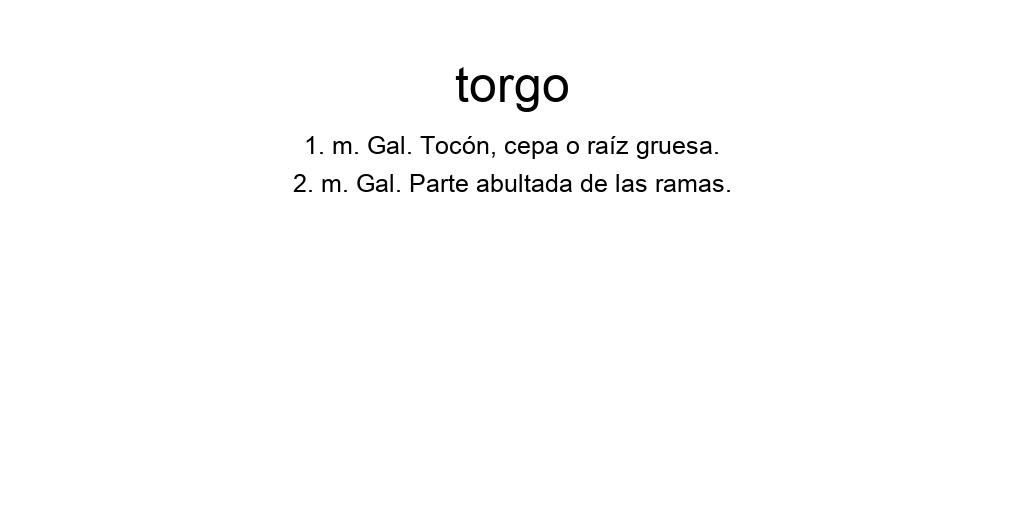 torgo
1. m. Gal. Tocón, cepa o raíz gruesa.
2. m. Gal. Parte abultada de las ramas.